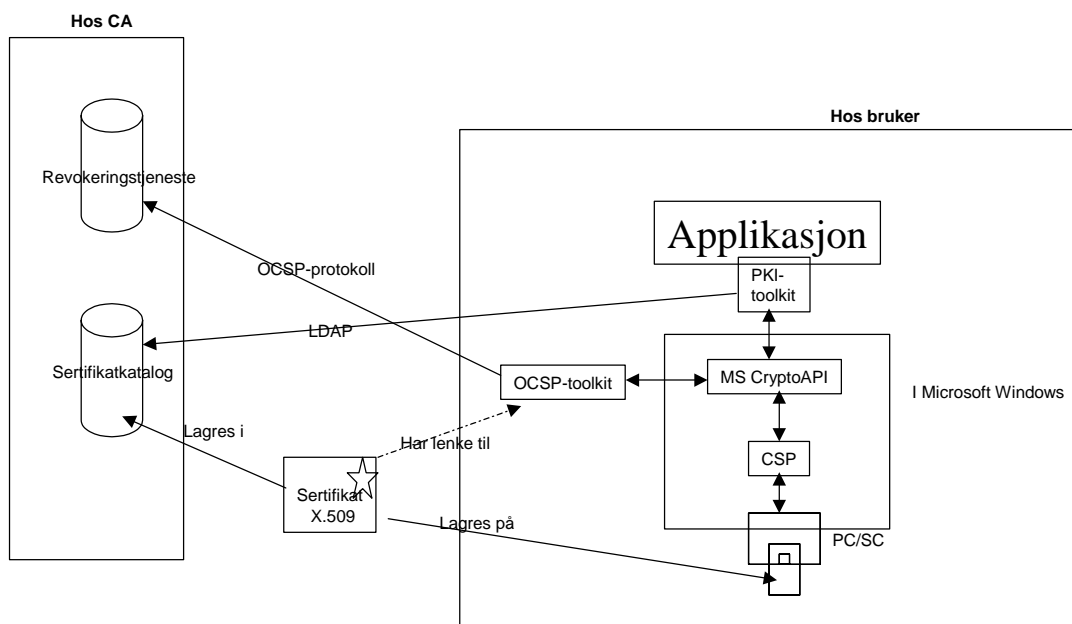 Hos CA
Hos bruker
Revokeringstjeneste
Applikasjon
PKI-
toolkit
OCSP-protokoll
LDAP
Sertifikatkatalog
OCSP-toolkit
MS CryptoAPI
I Microsoft Windows
Lagres i
Har lenke til
CSP
Sertifikat
X.509
Lagres på
PC/SC